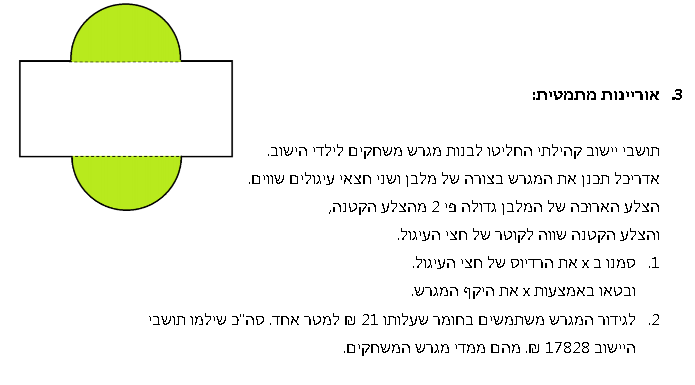 3. אוריינות מתמטית:
תושבי יישוב קהילתי החליטו לבנות מגרש משחקים לילדי הישוב.
אדריכל תכנן את המגרש בצורה של מלבן ושני חצאי עיגולים שווים.
הצלע הארוכה של המלבן גדולה פי 2 מהצלע הקטנה,
והצלע הקטנה שווה לקוטר של חצי העיגול.
1. סמנו ב x את הרדיוס של חצי העיגול.
ובטאו באמצעות x את היקף המגרש.
2. לגידור המגרש משתמשים בחומר שעלותו 21 ₪ למטר אחד. סה"כ שילמו תושבי
היישוב 17828 ₪. מהם ממדי מגרש המשחקים.